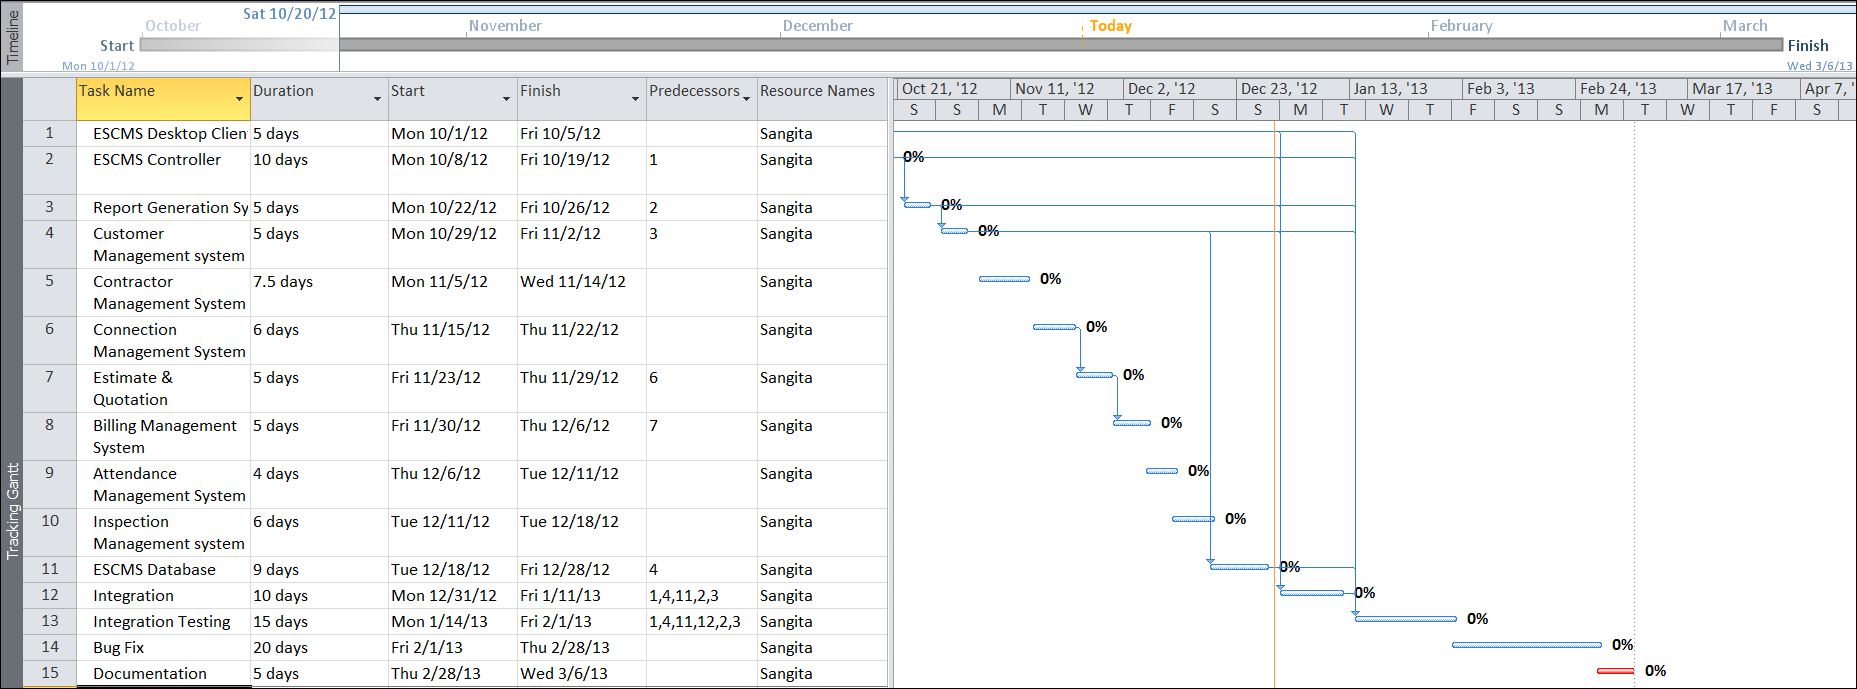 Timeline
Sat 10/20/12
October November December Today February March
Start Finish
Mon 10/1/12 Wed 3/6/13
Tracking Gantt
Task Name Duration Start Finish Predecessors Resource Names
Oct 21, '12 Nov 11, '12 Dec 2, '12 Dec 23, '12 Jan 13, '13 Feb 3, '13 Feb 24, '13 Mar 17, '13 Apr 7, '
S S M T W T F S S M T W T F S S M T W T F S
1 ESCMS Desktop Clien 5 days Mon 10/1/12 Fri 10/5/12 Sangita
2 ESCMS Controller 10 days Mon 10/8/12 Fri 10/19/12 1 Sangita 0%
3 Report Generation Sy 5 days Mon 10/22/12 Fri 10/26/12 2 Sangita 0%
4 Customer 5 days Mon 10/29/12 Fri 11/2/12 3 Sangita 0%
Management system
5 Contractor 7.5 days Mon 11/5/12 Wed 11/14/12 Sangita 0%
Management System
6 Connection 6 days Thu 11/15/12 Thu 11/22/12 Sangita 0%
Management System
7 Estimate & 5 days Fri 11/23/12 Thu 11/29/12 6 Sangita 0%
Quotation
8 Billing Management 5 days Fri 11/30/12 Thu 12/6/12 7 Sangita 0%
System
9 Attendance 4 days Thu 12/6/12 Tue 12/11/12 Sangita 0%
Management System
10 Inspection 6 days Tue 12/11/12 Tue 12/18/12 Sangita 0%
Management system
11 ESCMS Database 9 days Tue 12/18/12 Fri 12/28/12 4 Sangita 0%
12 Integration 10 days Mon 12/31/12 Fri 1/11/13 1,4,11,2,3 Sangita 0%
13 Integration Testing 15 days Mon 1/14/13 Fri 2/1/13 1,4,11,12,2,3 Sangita 0%
14 Bug Fix 20 days Fri 2/1/13 Thu 2/28/13 Sangita 0%
15 Documentation 5 days Thu 2/28/13 Wed 3/6/13 Sangita 0%